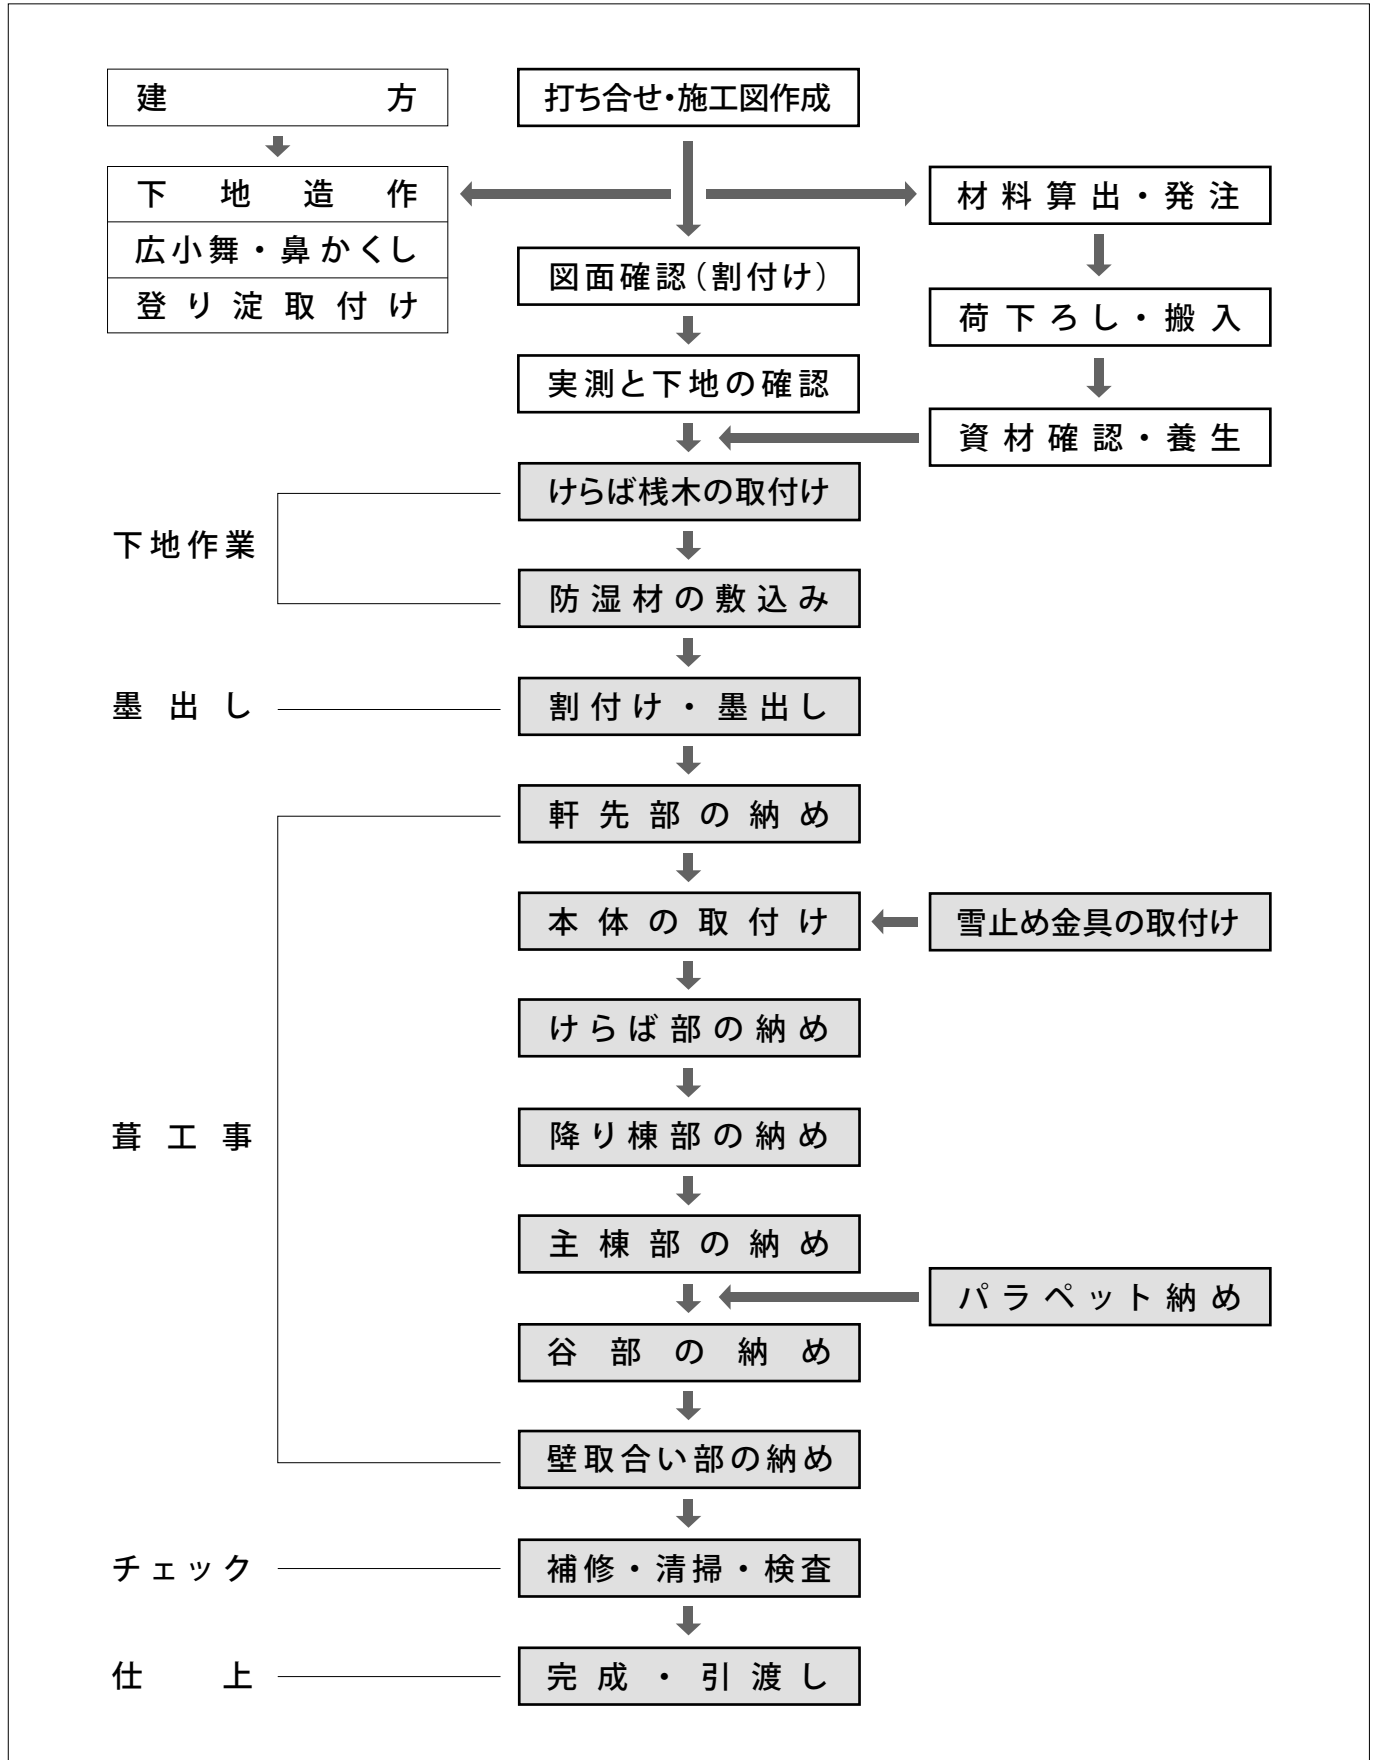 建方
打ち合せ・施工図作成
下地造作
広小舞・鼻かくし
登り淀取付け
材料算出・発注
図面確認（割付け）
荷下ろし・搬入
実測と下地の確認
資材確認・養生
けらば桟木の取付け
下地作業
防湿材の敷込み
墨出し
割付け・墨出し
軒先部の納め
本体の取付け
雪止め金具の取付け
けらば部の納め
葺工事
降り棟部の納め
主棟部の納め
パラペット納め
谷部の納め
壁取合い部の納め
チェック
補修・清掃・検査
仕上
完成・引渡し